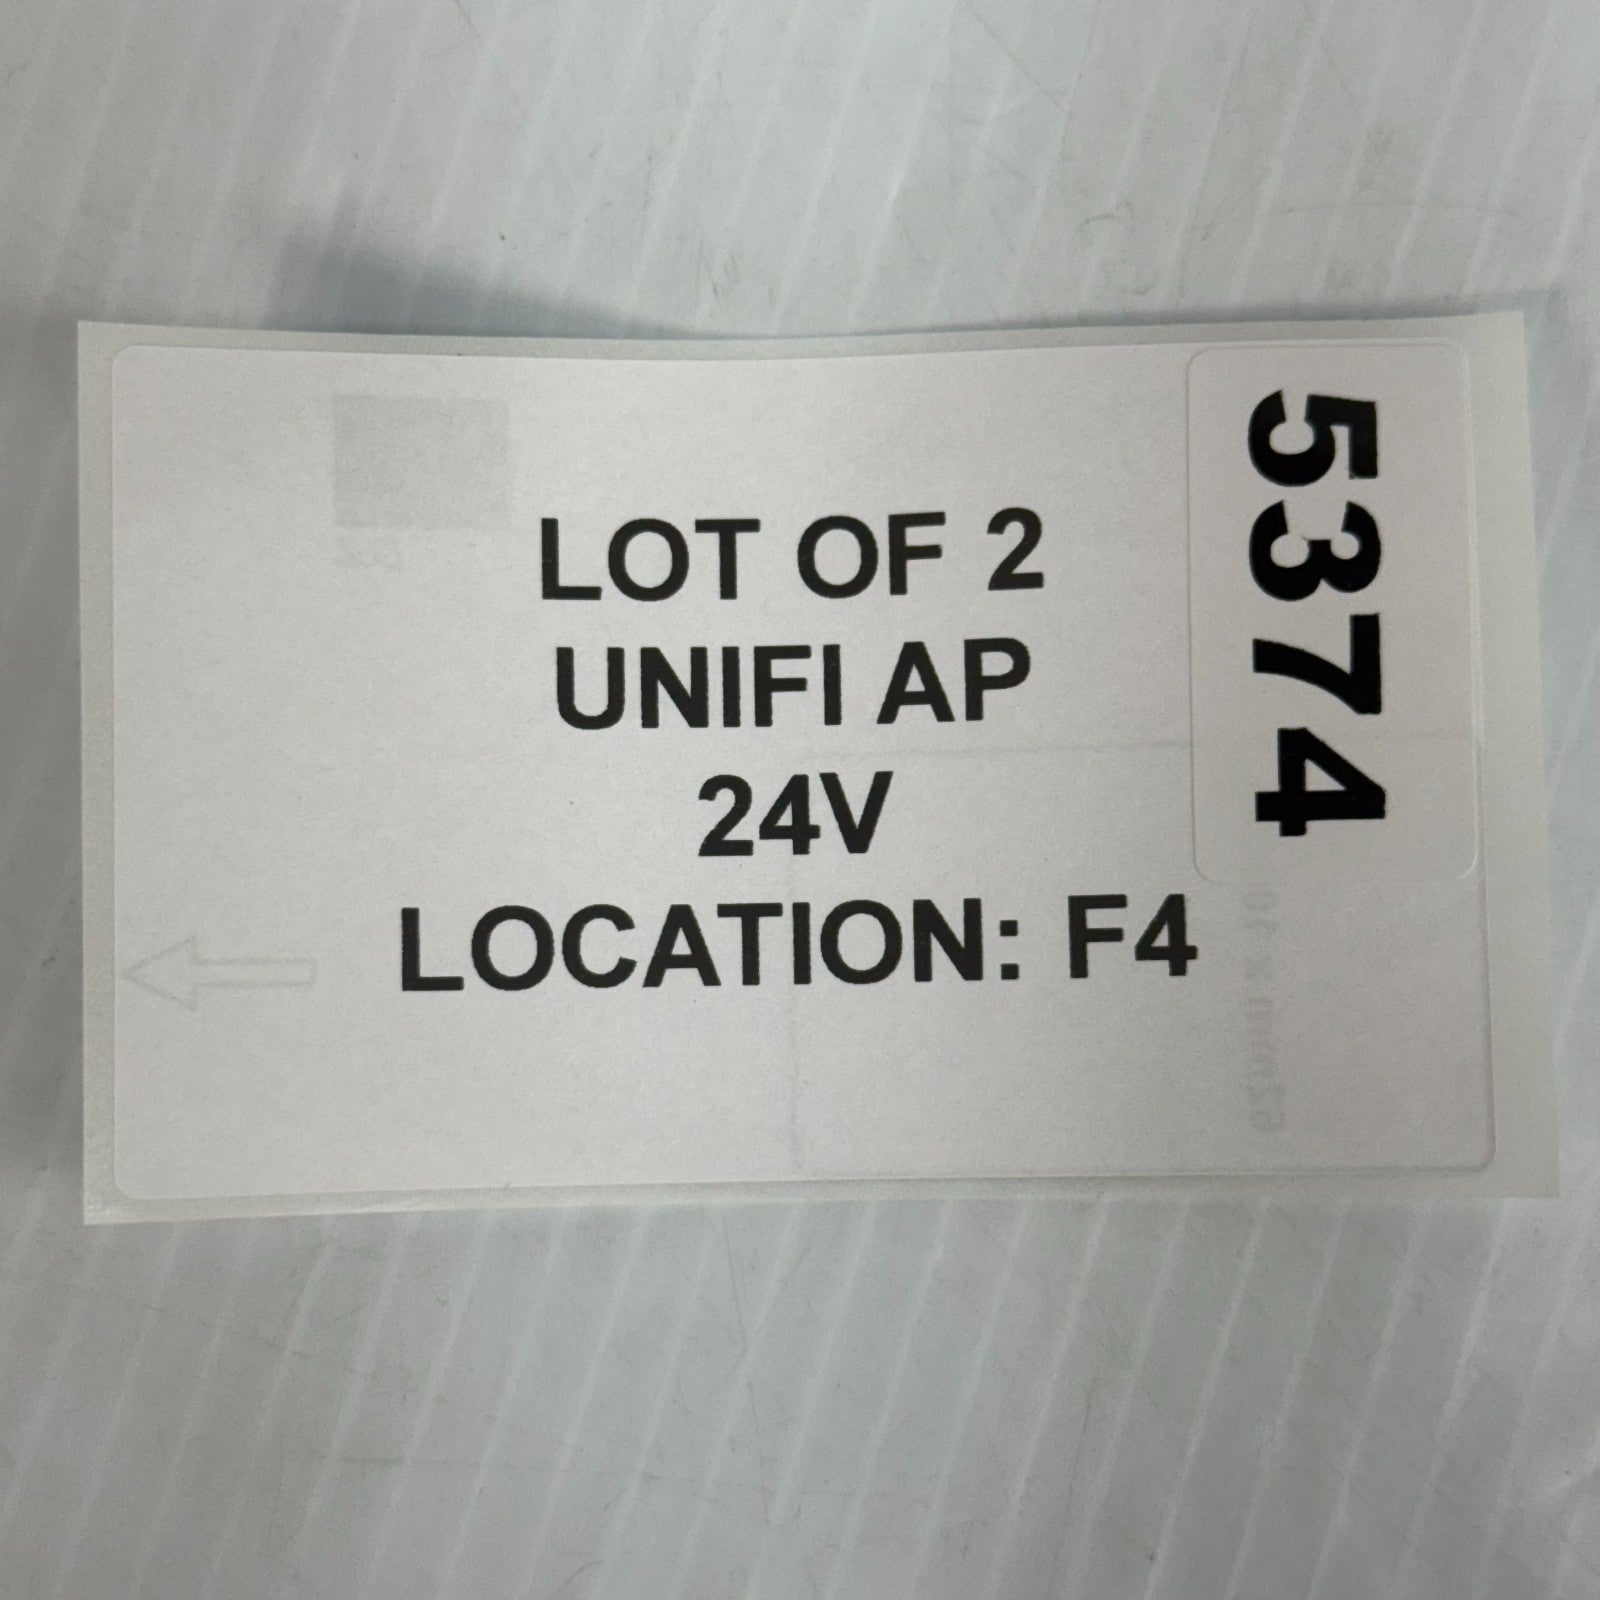 LOT OF 2
UNIFI AP
24V
LOCATION: F4
5374